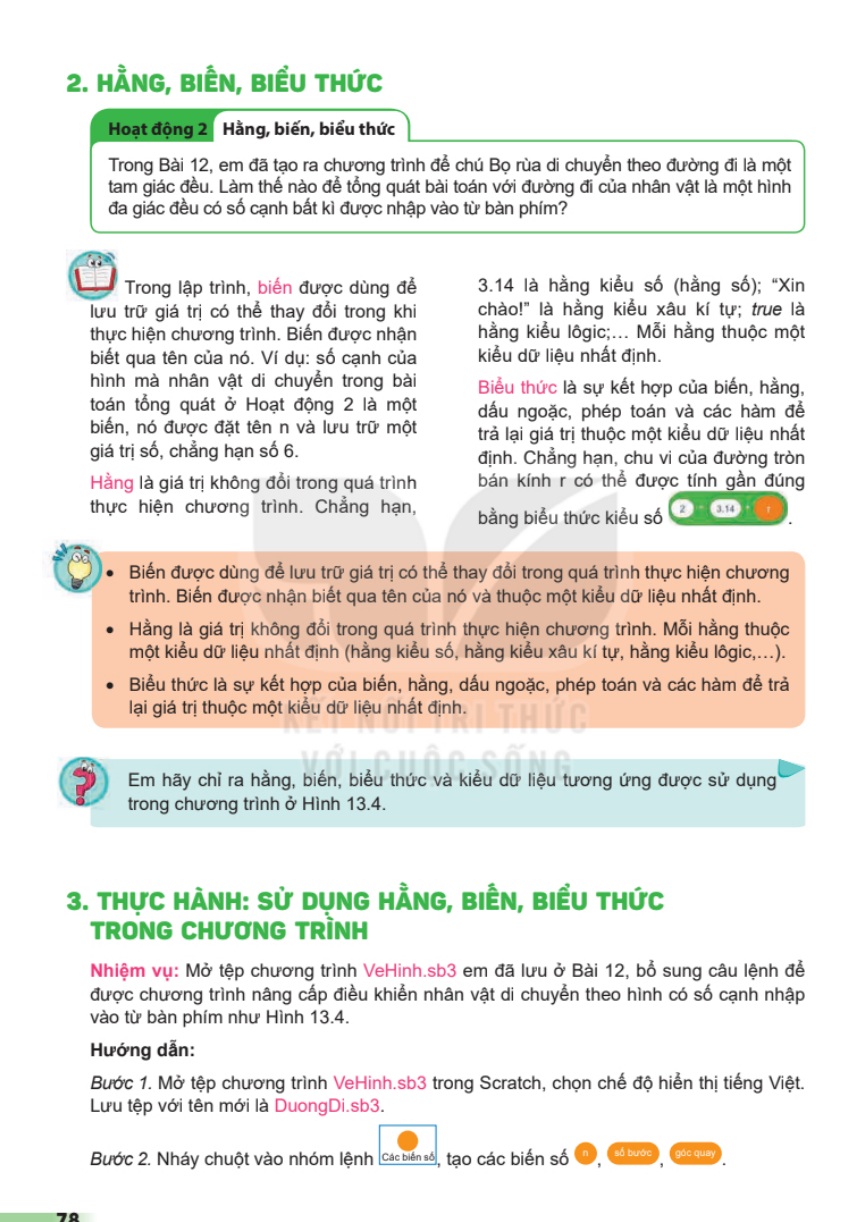 2. HẰNG, BIẾN, BIỂU THỨC
Hoạt động 2 Hằng, biến, biểu thức
Trong Bài 12, em đã tạo ra chương trình để chú Bọ rùa di chuyển theo đường đi là một
tam giác đều. Làm thế nào để tổng quát bài toán với đường đi của nhân vật là một hình
đa giác đều có số cạnh bất kì được nhập vào từ bàn phím?
Trong lập trình, biến được dùng để
lưu trữ giá trị có thể thay đổi trong khi
thực hiện chương trình. Biến được nhận
biết qua tên của nó. Ví dụ: số cạnh của
hình mà nhân vật di chuyển trong bài
toán tổng quát ở Hoạt động 2 là một
biến, nó được đặt tên n và lưu trữ một
giá trị số, chẳng hạn số 6.
Hằng là giá trị không đổi trong quá trình
thực hiện chương trình. Chẳng hạn,
3.14 là hằng kiểu số (hằng số); “Xin
chào!” là hằng kiểu xâu kí tự; true là
hằng kiểu lôgic;... Mỗi hằng thuộc một
kiểu dữ liệu nhất định.
Biểu thức là sự kết hợp của biến, hằng,
dấu ngoặc, phép toán và các hàm để
trả lại giá trị thuộc một kiểu dữ liệu nhất
định. Chẳng hạn, chu vi của đường tròn
bán kính r có thể được tính gần đúng
bằng biểu thức kiểu số 2 * 3.14 * r .
• Biến được dùng để lưu trữ giá trị có thể thay đổi trong quá trình thực hiện chương
trình. Biến được nhận biết qua tên của nó và thuộc một kiểu dữ liệu nhất định.
• Hằng là giá trị không đổi trong quá trình thực hiện chương trình. Mỗi hằng thuộc
một kiểu dữ liệu nhất định (hằng kiểu số, hằng kiểu xâu kí tự, hằng kiểu lôgic,...).
• Biểu thức là sự kết hợp của biến, hằng, dấu ngoặc, phép toán và các hàm để trả
lại giá trị thuộc một kiểu dữ liệu nhất định.
KẾT NỐI TRI THỨC
VỚI CUỘC SỐNG
Em hãy chỉ ra hằng, biến, biểu thức và kiểu dữ liệu tương ứng được sử dụng
trong chương trình ở Hình 13.4.
3. THỰC HÀNH: SỬ DỤNG HẰNG, BIẾN, BIỂU THỨC
TRONG CHƯƠNG TRÌNH
Nhiệm vụ: Mở tệp chương trình VeHinh.sb3 em đã lưu ở Bài 12, bổ sung câu lệnh để
được chương trình nâng cấp điều khiển nhân vật di chuyển theo hình có số cạnh nhập
vào từ bàn phím như Hình 13.4.
Hướng dẫn:
Bước 1. Mở tệp chương trình VeHinh.sb3 trong Scratch, chọn chế độ hiển thị tiếng Việt.
Lưu tệp với tên mới là DuongDi.sb3.
Bước 2. Nháy chuột vào nhóm lệnh Các biến số, tạo các biến số n , số bước , góc quay .
78